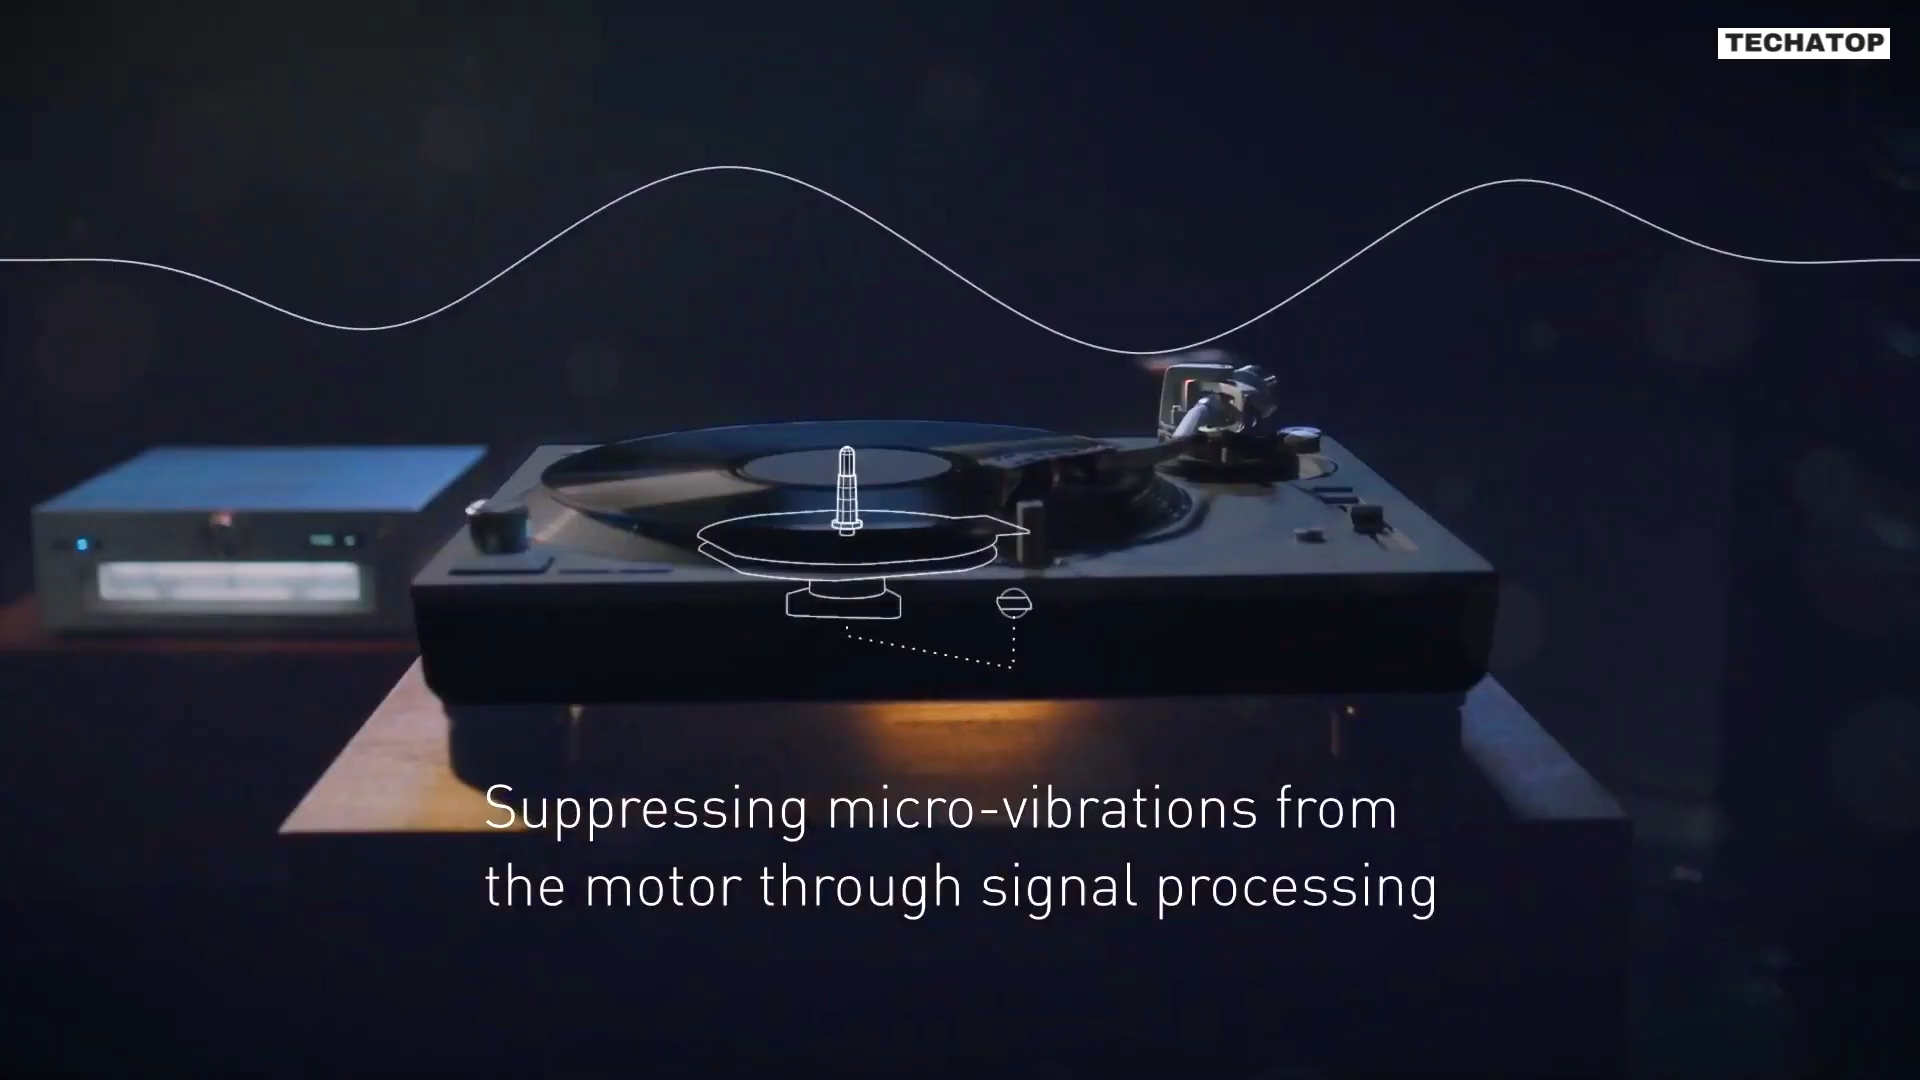 TECHATOP
Suppressing micro-vibrations from
the motor through signal processing